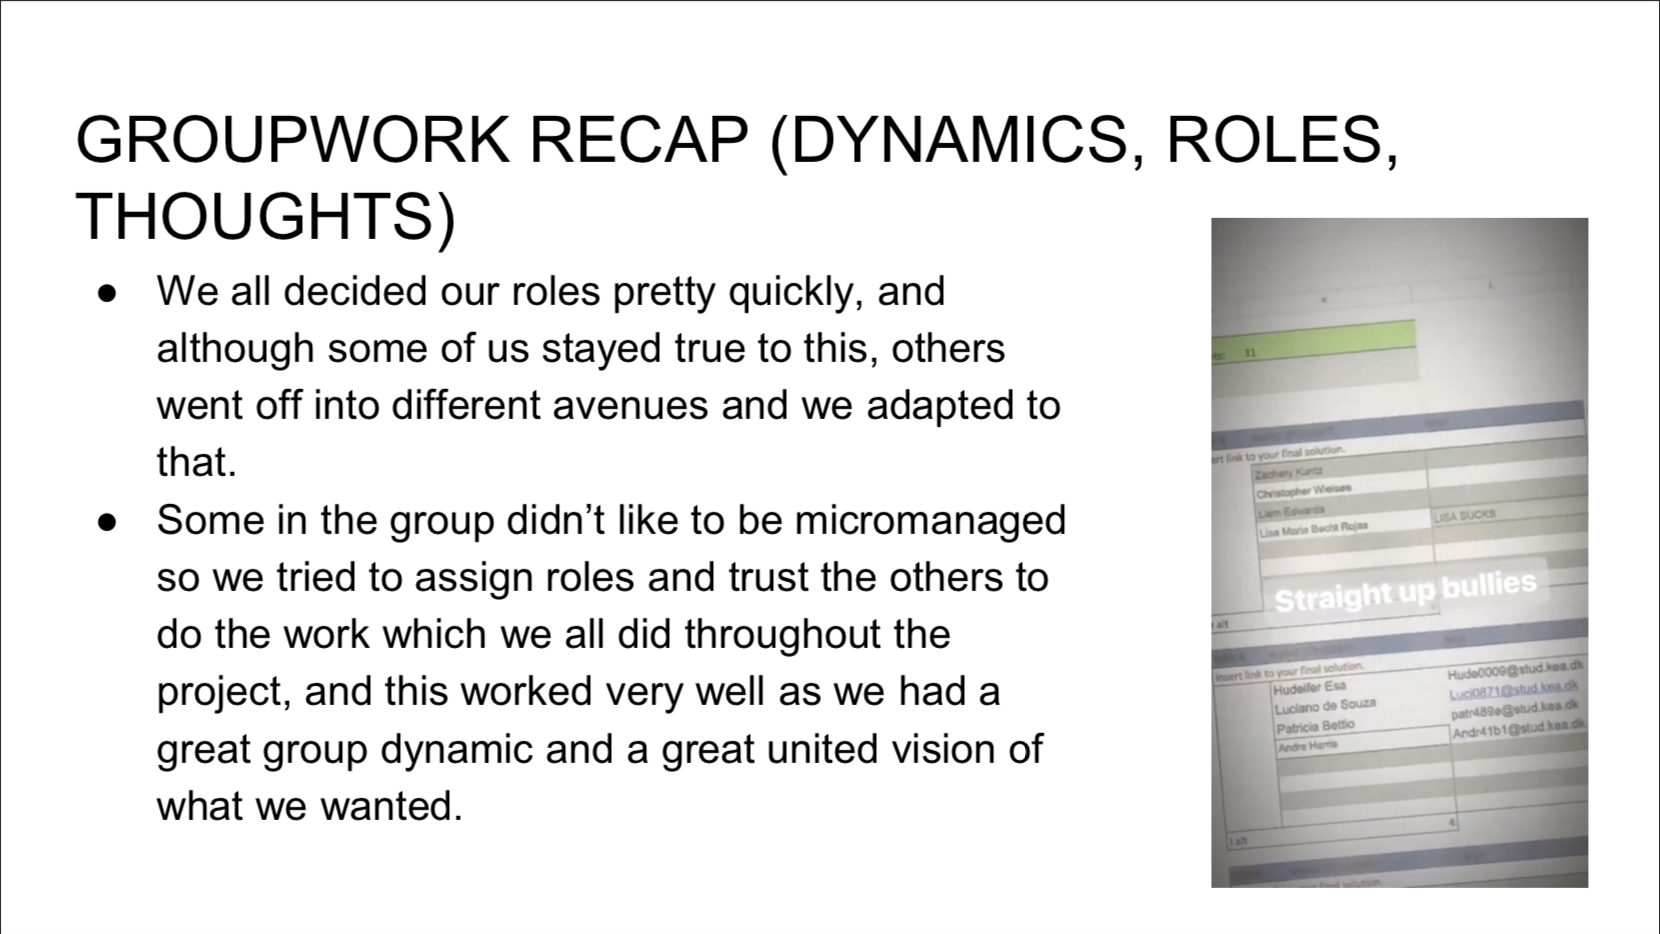 GROUPWORK RECAP (DYNAMICS, ROLES,
THOUGHTS)
● We all decided our roles pretty quickly, and
although some of us stayed true to this, others
went off into different avenues and we adapted to
that.
● Some in the group didn’t like to be micromanaged
so we tried to assign roles and trust the others to
do the work which we all did throughout the
project, and this worked very well as we had a
great group dynamic and a great united vision of
what we wanted.
K L
31
ert link to your final solution.
Zachery Kuntz
Christopher
Liam Edwards
Lisa Marie Becht Rojas LISA SUCKS
Straight up bullies
I alt
Insert link to your final solution.
Hudeifer Esa Hude0009@stud.kea.dk
Luciano de Souza Luci0871@stud.kea.dk
Patricia Bettio patr489e@stud.kea.dk
Andre Harris Andr41b1@stud.kea.dk
4
I alt
final solution.